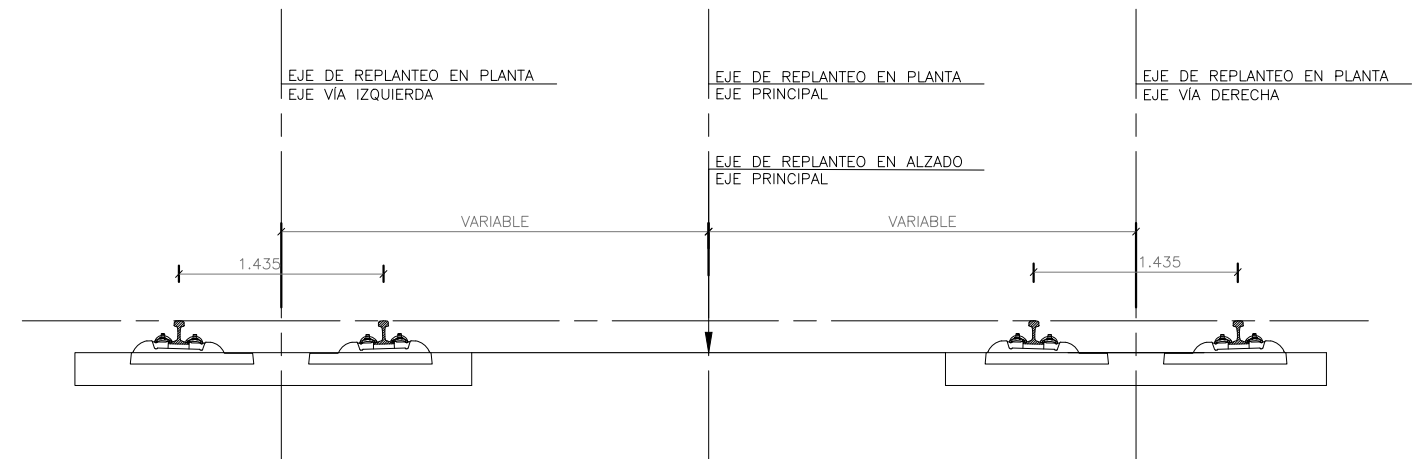 EJE DE REPLANTEO EN PLANTA
EJE VÍA IZQUIERDA
EJE DE REPLANTEO EN PLANTA
EJE PRINCIPAL
EJE DE REPLANTEO EN PLANTA
EJE VÍA DERECHA
EJE DE REPLANTEO EN ALZADO
EJE PRINCIPAL
VARIABLE
VARIABLE
1.435
1.435